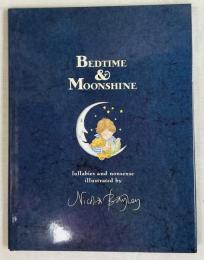 BEDTIME
&
MOONSHINE
lullabies and nonsense
illustrated by
Nicola Bayley